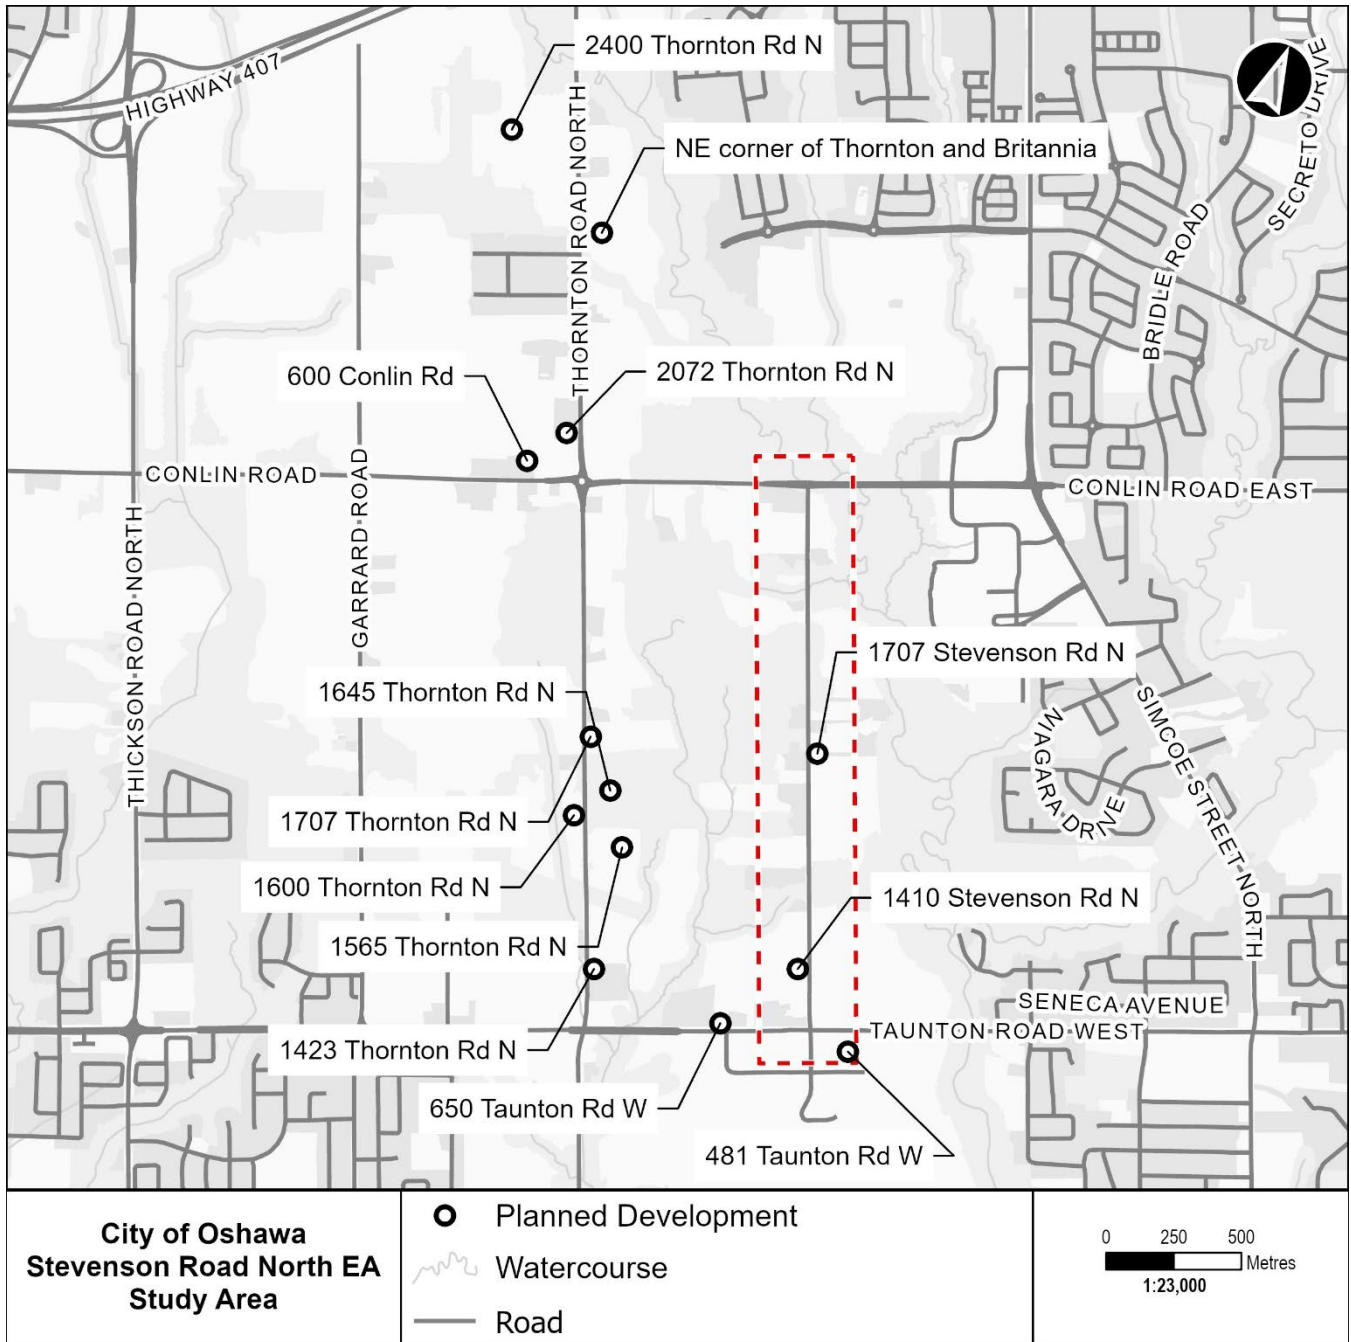 2400 Thornton Rd N
HIGHWAY 407
SECRETO DRIVE
THORNTON ROAD NORTH
NE corner of Thornton and Britannia
BRIDLE ROAD
600 Conlin Rd
2072 Thornton Rd N
CONLIN ROAD
CONLIN ROAD EAST
THICKSON ROAD NORTH
GARRARD ROAD
1707 Stevenson Rd N
1645 Thornton Rd N
SIMCOE STREET NORTH
NIAGARA DRIVE
1707 Thornton Rd N
1600 Thornton Rd N
1410 Stevenson Rd N
1565 Thornton Rd N
SENECA AVENUE
TAUNTON ROAD WEST
1423 Thornton Rd N
650 Taunton Rd W
481 Taunton Rd W
City of Oshawa
Stevenson Road North EA
Study Area
Planned Development
Watercourse
Road
0 250 500
Metres
1:23,000